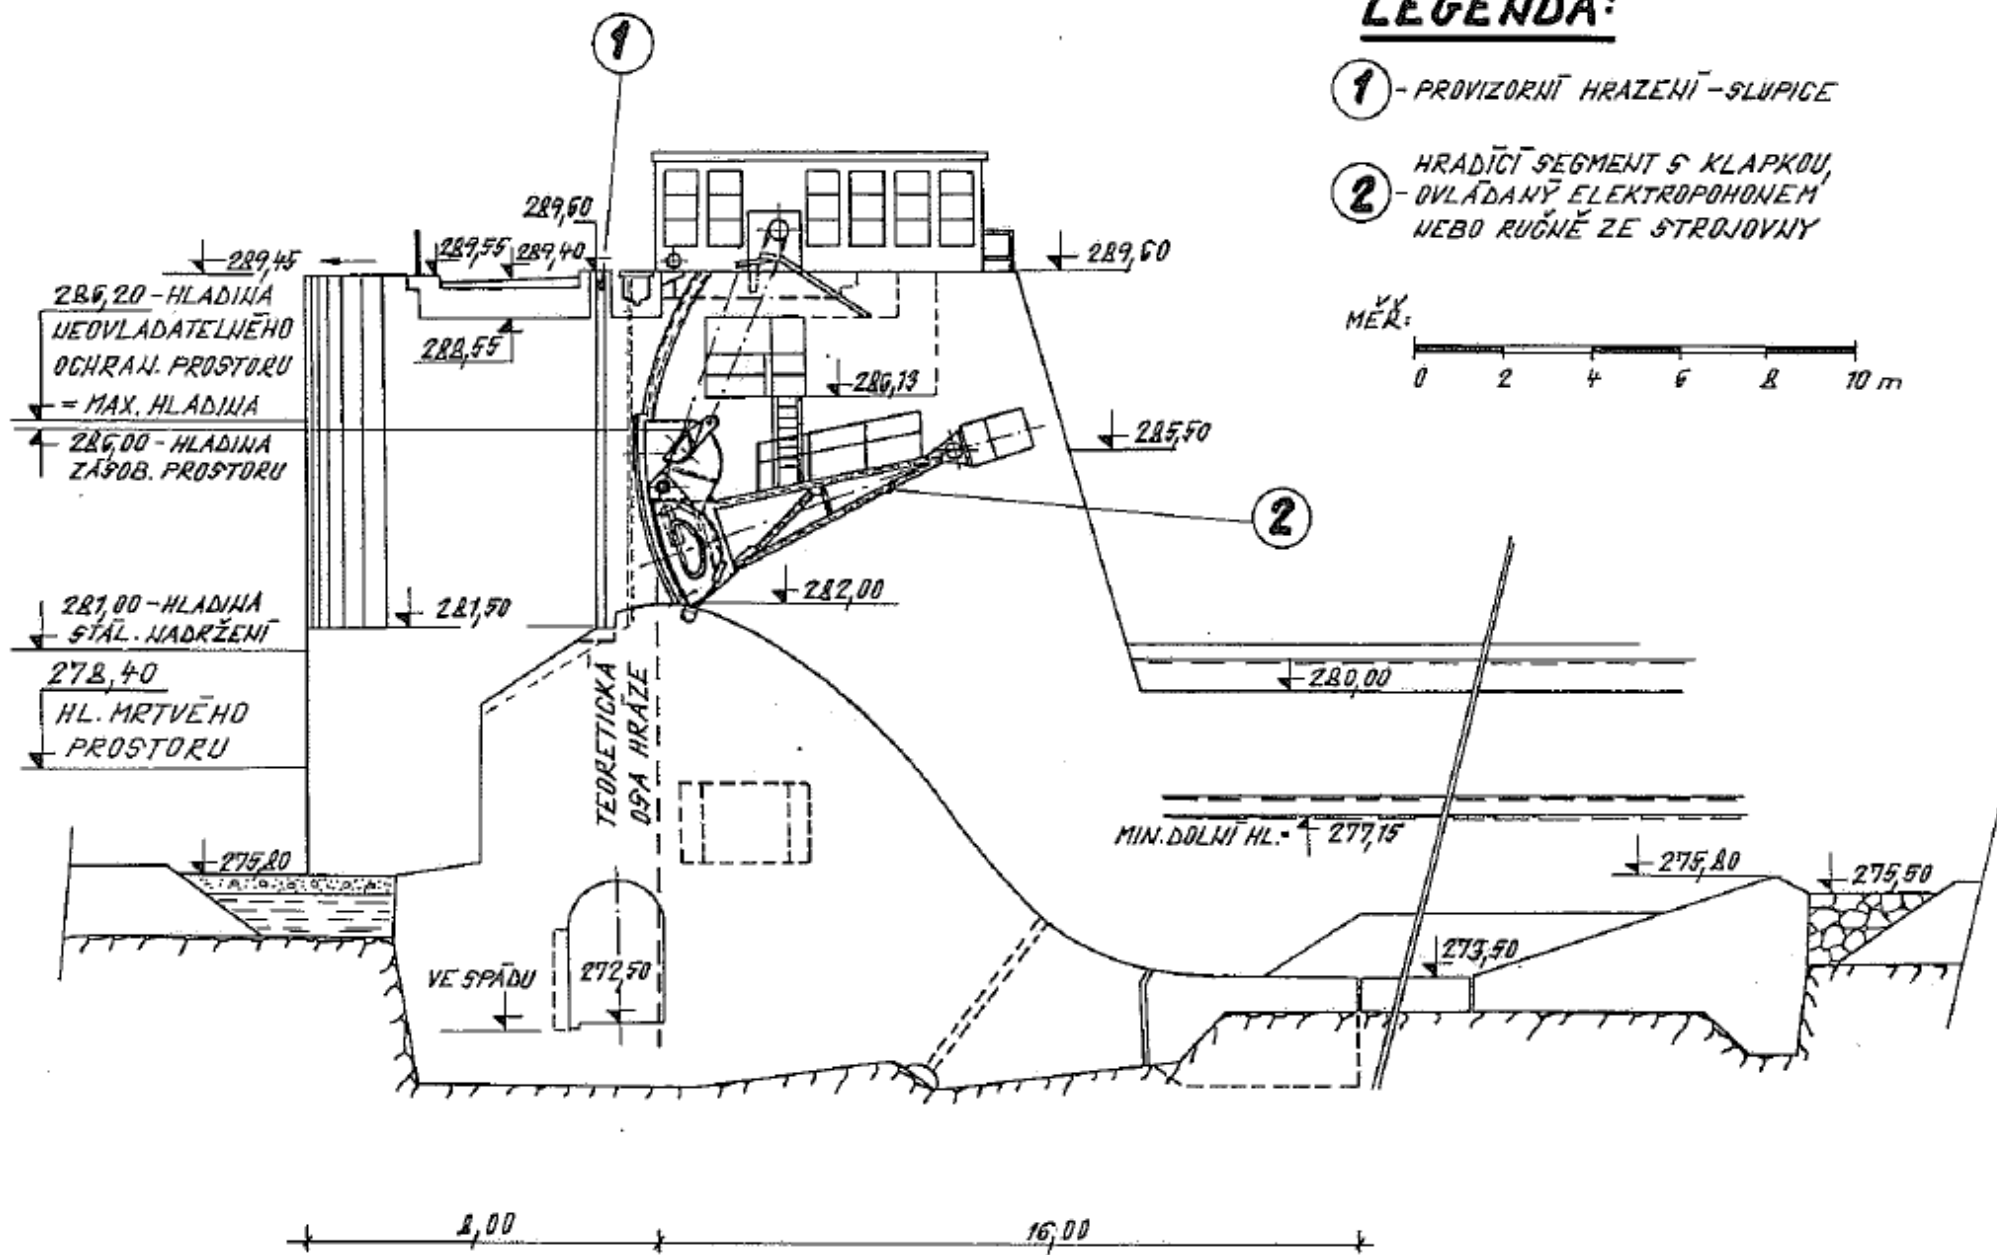 LEGENDA:
1
1 - PROVIZORNÍ HRAZENÍ - SLUPICE
2 - HRADÍCÍ SEGMENT S KLAPKOU,
OVLÁDANÝ ELEKTROPOHONEM
NEBO RUČNĚ ZE STROJOVNY
MĚŘ:
0 2 4 6 8 10 m
289,60
289,45
289,55
289,40
289,60
286,20 - HLADINA
NEOVLADATELNÉHO
OCHRAN. PROSTORU
= MAX. HLADINA
288,55
286,13
286,00 - HLADINA
ZÁSOB. PROSTORU
285,50
2
281,00 - HLADINA
STÁL. NADRŽENÍ
281,50
282,00
278,40
HL. MRTVÉHO
PROSTORU
TEORETICKÁ
OSA HRÁZE
280,00
MIN. DOLNÍ HL. = 277,15
275,80
275,80
275,50
VE SPÁDU
272,50
273,50
8,00
16,00